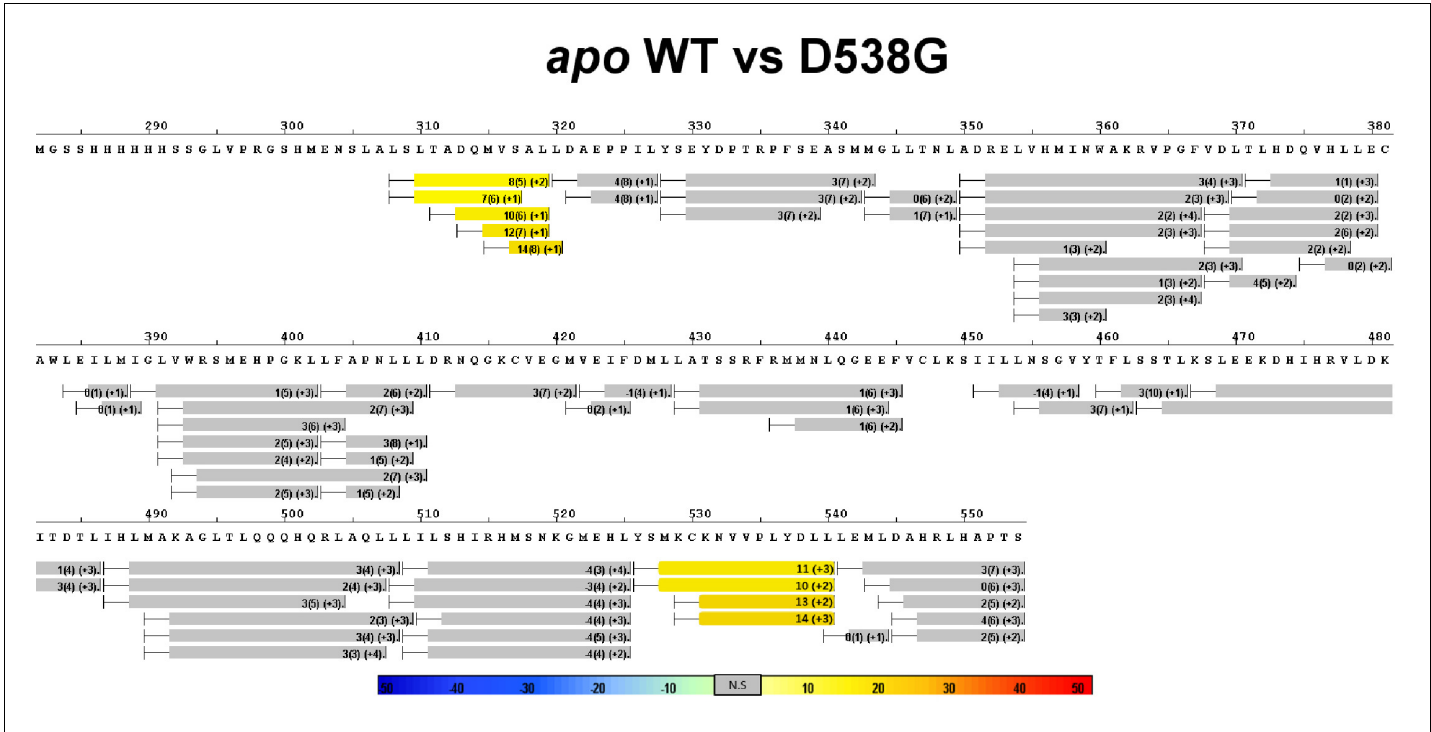 apo WT vs D538G
290 300 310 320 330 340 350 360 370 380
M G S S H H H H H H S S G L V P R G S H M E N S L A L S L T A D Q M V S A L L D A E P P I L Y S E Y D P T R P F S E A S M M G L L T N L A D R E L V H M I N W A K R V P G F V D L T L H D Q V H L L E C
8(5) (+2) 4(8) (+1). 3(7) (+2). 3(4) (+3). 1(1) (+3).
7(6) (+1) 4(8) (+1). 3(7) (+2). 0(6) (+2). 2(3) (+3). 0(2) (+2).
10(6) (+1) 3(7) (+2). 1(7) (+1). 2(2) (+4). 2(2) (+3).
12(7) (+1) 2(3) (+3). 2(6) (+2).
14(8) (+1) 1(3) (+2). 2(2) (+2).
2(3) (+3). 0(2) (+2).
1(3) (+2). 4(5) (+2).
2(3) (+4).
3(3) (+2).
390 400 410 420 430 440 450 460 470 480
A W L E I L M I G L V W R S M E H P G K L L F A P N L L L D R N Q G K C V E G M V E I F D M L L A T S S R F R M M N L Q G E E F V C L K S I I L L N S G V Y T F L S S T L K S L E E K D H I H R V L D K
0(1) (+1). 1(5) (+3). 2(6) (+2). 3(7) (+2). -1(4) (+1). 1(6) (+3). -1(4) (+1). 3(10) (+1).
0(1) (+1). 2(7) (+3). 0(2) (+1). 1(6) (+3). 3(7) (+1).
3(6) (+3). 1(6) (+2).
2(5) (+3). 3(8) (+1).
2(4) (+2). 1(5) (+2).
2(7) (+3).
2(5) (+3). 1(5) (+2).
490 500 510 520 530 540 550
I T D T L I H L M A K A G L T L Q Q Q H Q R L A Q L L L I L S H I R H M S N K G M E H L Y S M K C K N V V P L Y D L L L E M L D A H R L H A P T S
1(4) (+3). 3(4) (+3). -4(3) (+4). 11 (+3) 3(7) (+3).
3(4) (+3). 2(4) (+3). -3(4) (+2). 10 (+2) 0(6) (+3).
3(5) (+3). -4(4) (+3). 13 (+2) 2(5) (+2).
2(3) (+3). -4(4) (+3). 14 (+3) 4(6) (+3).
3(4) (+3). -4(5) (+3). 0(1) (+1). 2(5) (+2).
3(3) (+4). -4(4) (+2).
50 -40 -30 -20 -10 N.S 10 20 30 40 50